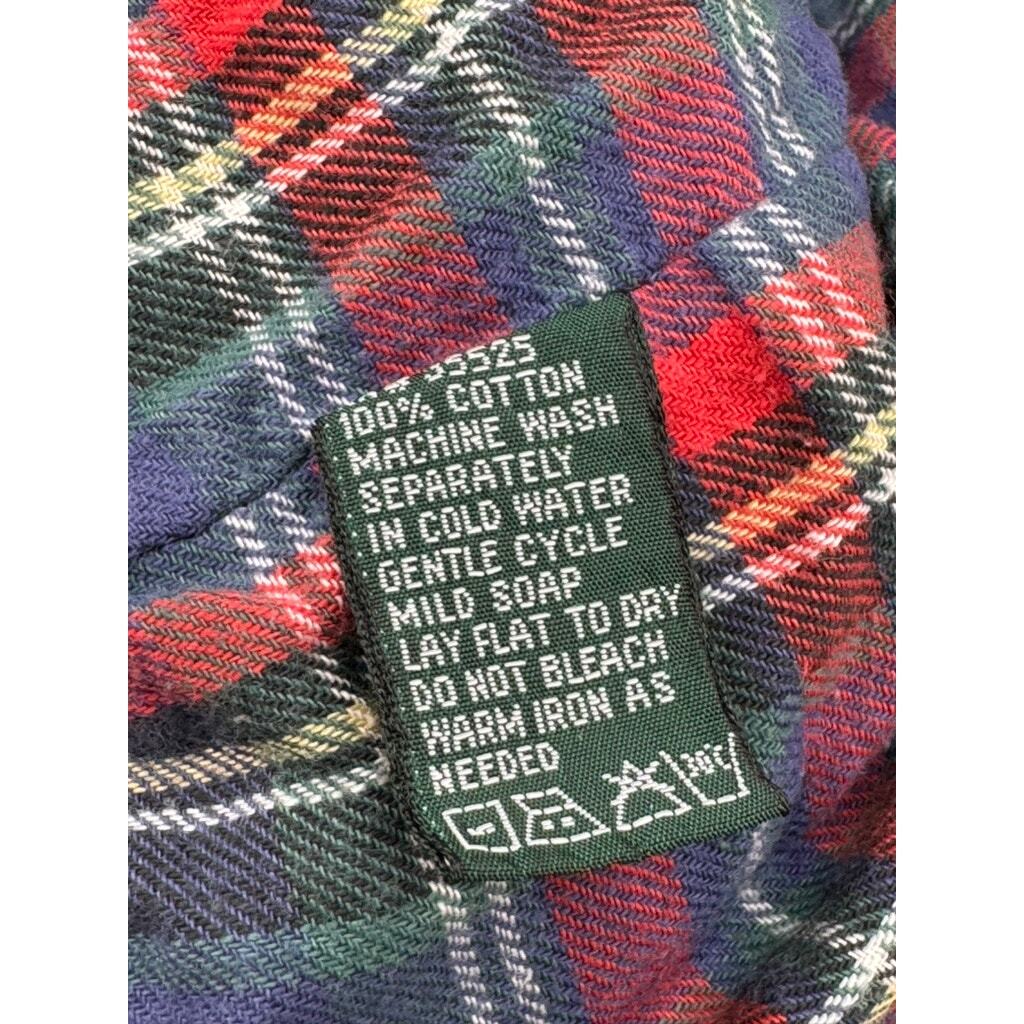 100% COTTON
MACHINE WASH
SEPARATELY
IN COLD WATER
GENTLE CYCLE
MILD SOAP
LAY FLAT TO DRY
DO NOT BLEACH
WARM IRON AS
NEEDED
30°C